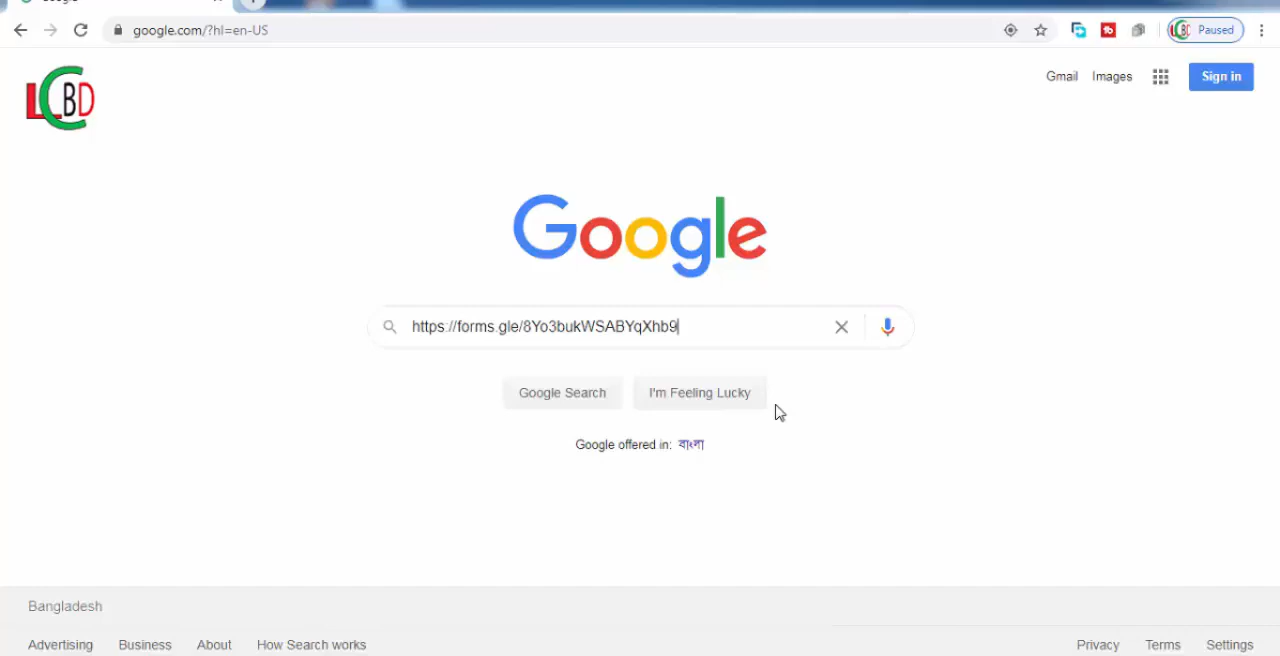 google.com/?hl=en-US
Paused
LCBD
Gmail Images Sign in
Google
https://forms.gle/8Yo3bukWSABYqXhb9
Google Search I'm Feeling Lucky
Google offered in: বাংলা
Bangladesh
Advertising Business About How Search works Privacy Terms Settings